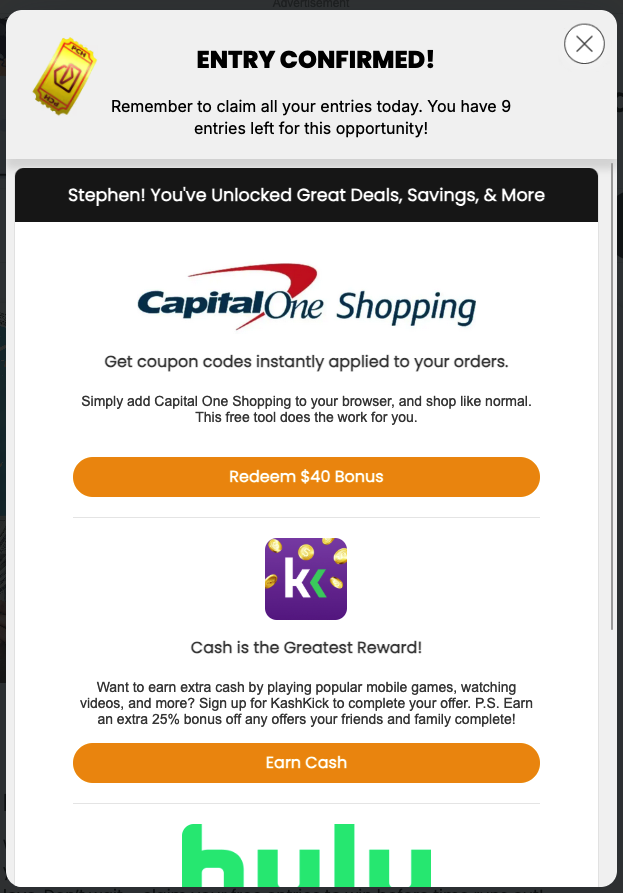 Advertisement
PCH
ENTRY CONFIRMED!
PCH
Remember to claim all your entries today. You have 9
entries left for this opportunity!
Stephen! You've Unlocked Great Deals, Savings, & More
CapitalOne Shopping
Get coupon codes instantly applied to your orders.
Simply add Capital One Shopping to your browser, and shop like normal.
This free tool does the work for you.
Redeem $40 Bonus
kk
Cash is the Greatest Reward!
Want to earn extra cash by playing popular mobile games, watching
videos, and more? Sign up for KashKick to complete your offer. P.S. Earn
an extra 25% bonus off any offers your friends and family complete!
Earn Cash
hulu